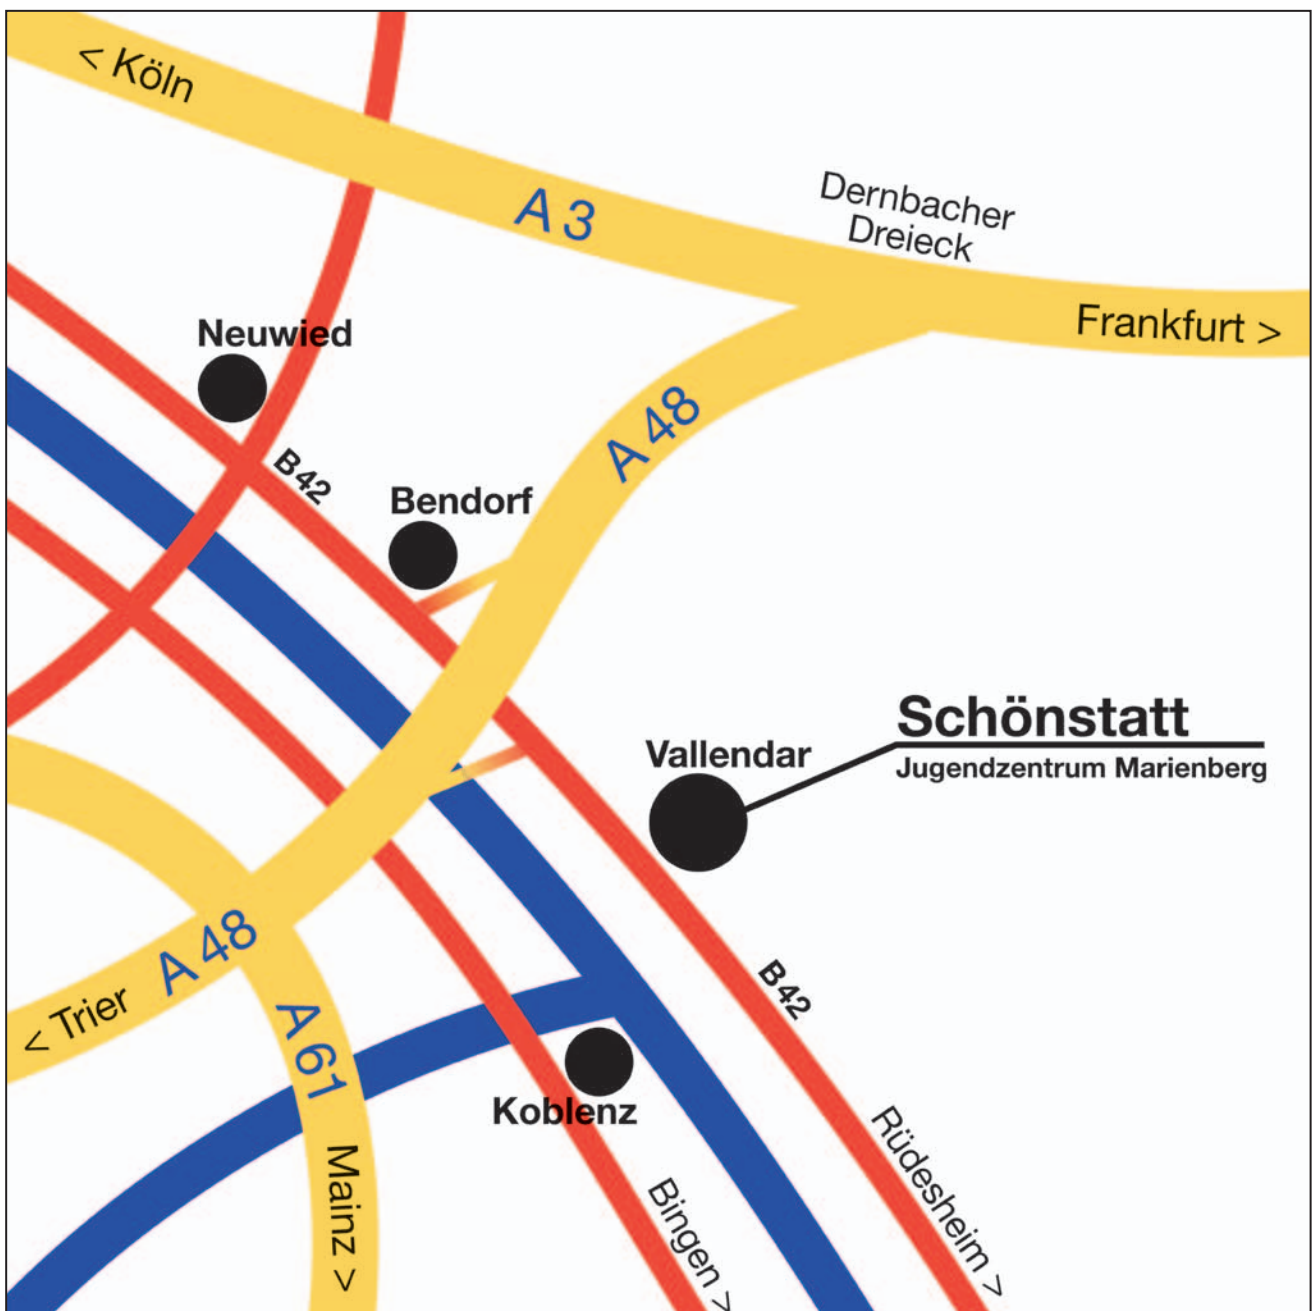 < Köln
A 3
Dernbacher
Dreieck
Frankfurt >
Neuwied
A 48
B42
Bendorf
Schönstatt
Jugendzentrum Marienberg
Vallendar
A 48
< Trier
A 61
B42
Koblenz
Mainz >
Bingen >
Rüdesheim >